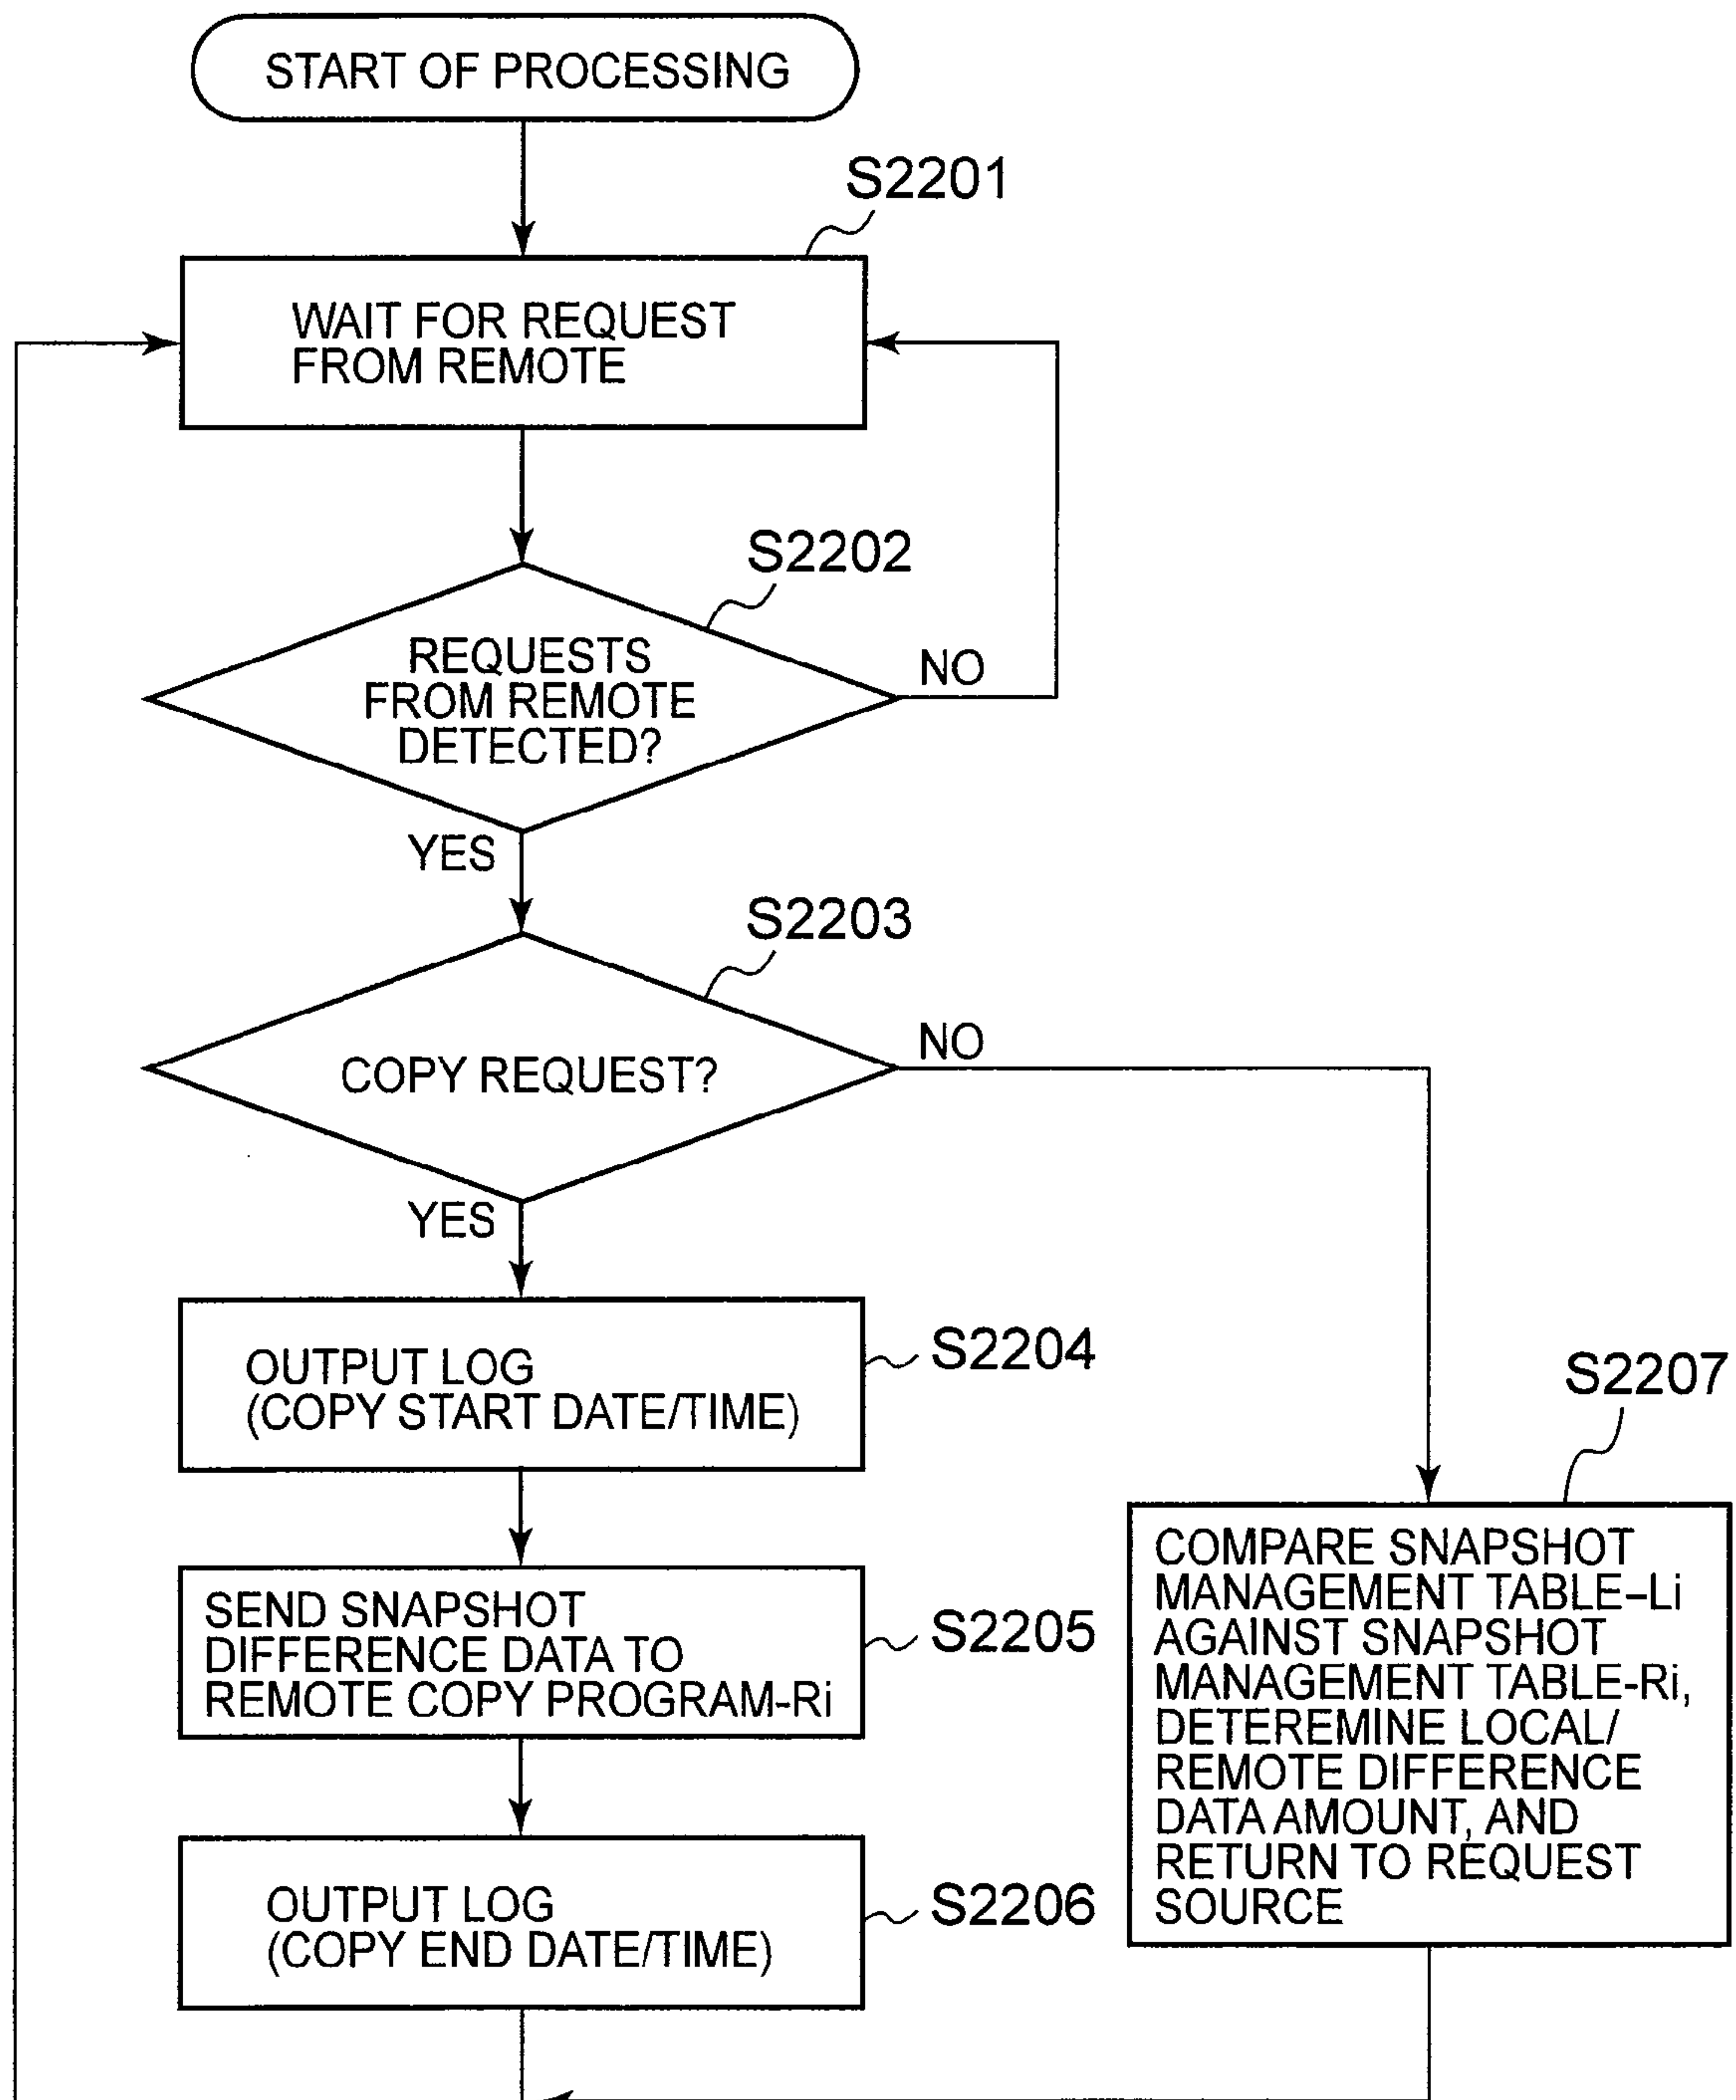 START OF PROCESSING
S2201
WAIT FOR REQUEST
FROM REMOTE
S2202
REQUESTS
FROM REMOTE
DETECTED?
NO
YES
S2203
COPY REQUEST?
NO
YES
OUTPUT LOG
(COPY START DATE/TIME)
S2204
SEND SNAPSHOT
DIFFERENCE DATA TO
REMOTE COPY PROGRAM-Ri
S2205
OUTPUT LOG
(COPY END DATE/TIME)
S2206
S2207
COMPARE SNAPSHOT
MANAGEMENT TABLE–Li
AGAINST SNAPSHOT
MANAGEMENT TABLE-Ri,
DETEREMINE LOCAL/
REMOTE DIFFERENCE
DATA AMOUNT, AND
RETURN TO REQUEST
SOURCE